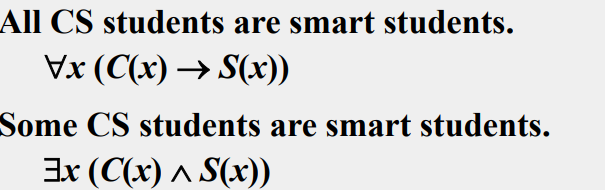 All CS students are smart students.
∀x (C(x) → S(x))
Some CS students are smart students.
∃x (C(x) ∧ S(x))